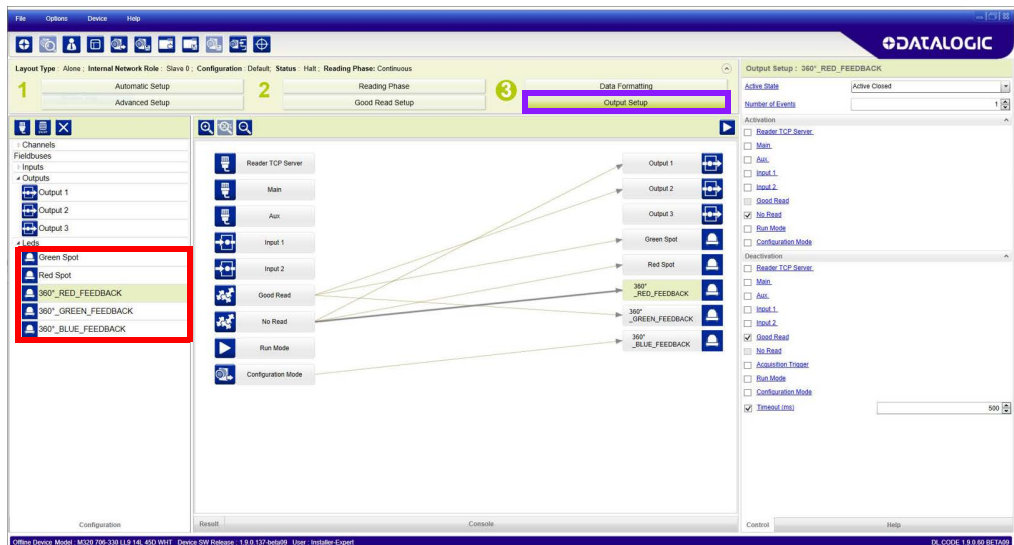 File Options Device Help
DATALOGIC
Layout Type : Alone ; Internal Network Role : Slave 0 ; Configuration : Default; Status : Halt ; Reading Phase: Continuous
1
Automatic Setup
Advanced Setup
2
Reading Phase
Good Read Setup
3
Data Formatting
Output Setup
Channels
Fieldbuses
Inputs
Outputs
Output 1
Output 2
Output 3
Leds
Green Spot
Red Spot
360°_RED_FEEDBACK
360°_GREEN_FEEDBACK
360°_BLUE_FEEDBACK
Configuration
Reader TCP Server
Main
Aux
Input 1
Input 2
Good Read
No Read
Run Mode
Configuration Mode
Output 1
Output 2
Output 3
Green Spot
Red Spot
360°
_RED_FEEDBACK
360°
_GREEN_FEEDBACK
360°
_BLUE_FEEDBACK
Result
Console
Output Setup : 360°_RED_FEEDBACK
Active State Active Closed
Number of Events 1
Activation
Reader TCP Server
Main
Aux
Input 1
Input 2
Good Read
No Read
Run Mode
Configuration Mode
Deactivation
Reader TCP Server
Main
Aux
Input 1
Input 2
Good Read
No Read
Acquisition Trigger
Run Mode
Configuration Mode
Timeout (ms) 500
Control Help
Offline Device Model : M320 706-330 LL9 14L 45D WHT Device SW Release : 1.9.0.137-beta09 User : Installer-Expert
DL.CODE 1.9.0.60 BETA09